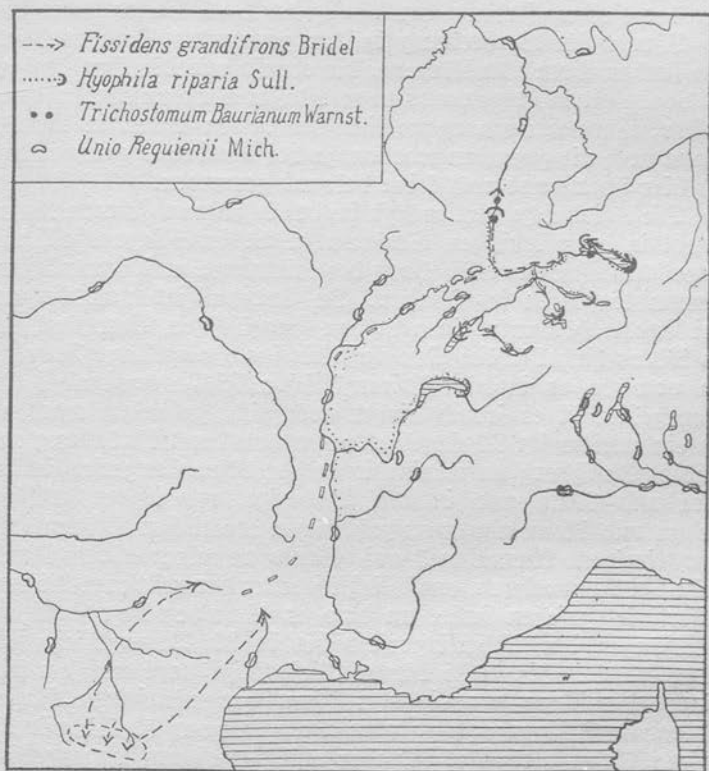 Fissidens grandifrons Bridel
Hyophila riparia Sull.
Trichostomum Baurianum Warnst.
Unio Requienii Mich.